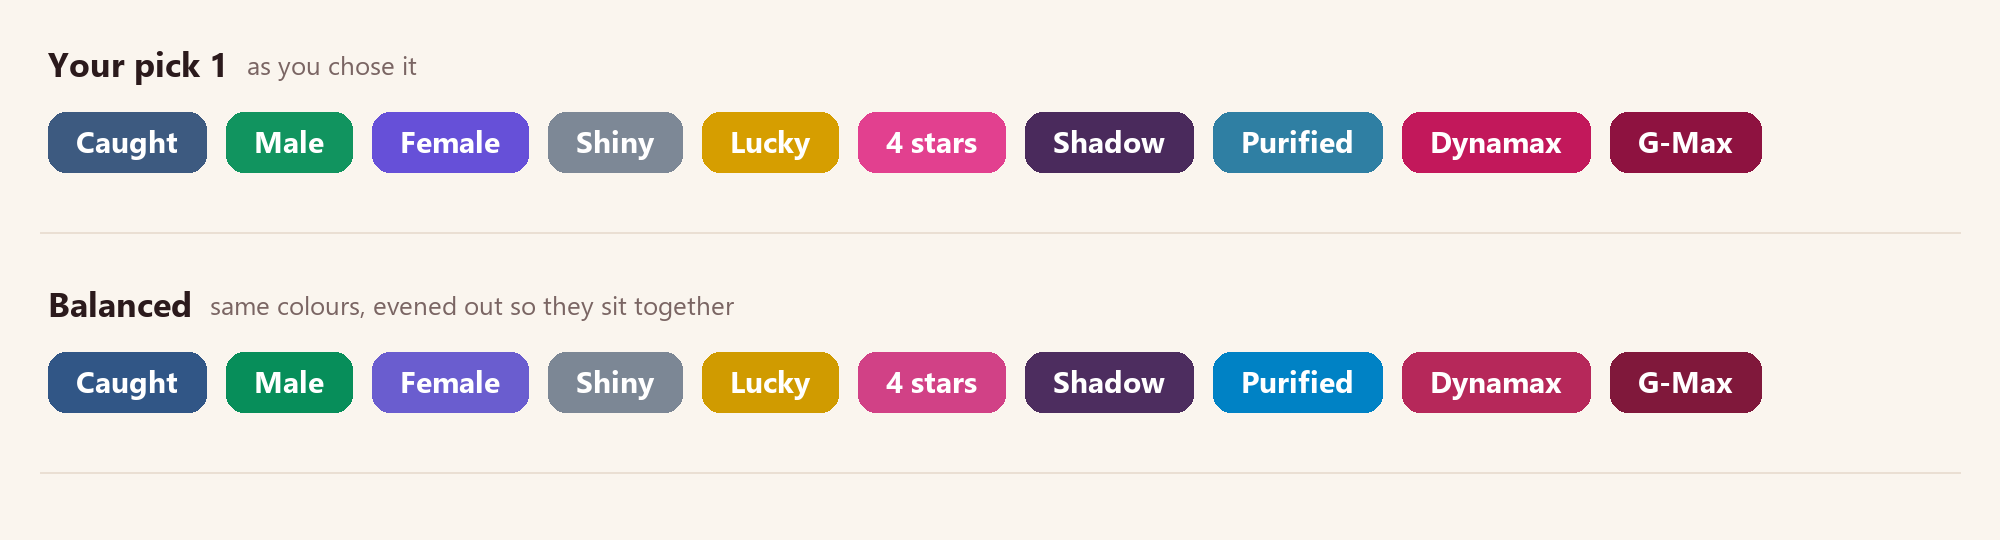 Your pick 1 as you chose it
Caught Male Female Shiny Lucky 4 stars Shadow Purified Dynamax G-Max
Balanced same colours, evened out so they sit together
Caught Male Female Shiny Lucky 4 stars Shadow Purified Dynamax G-Max